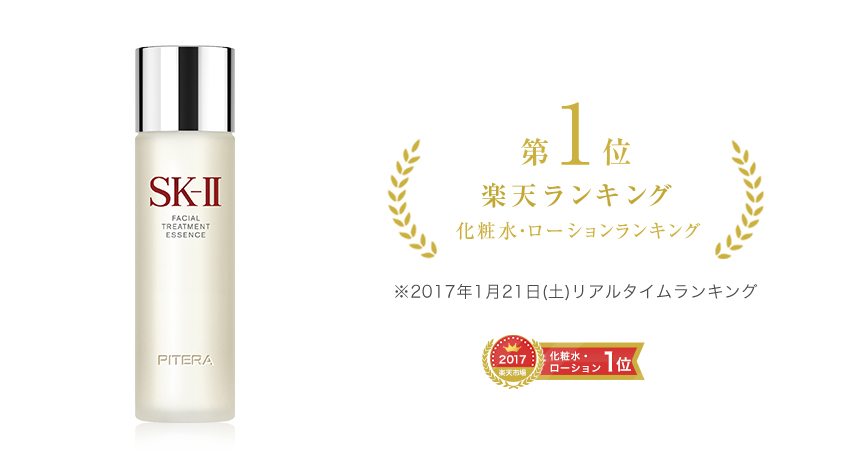 SK-II
FACIAL
TREATMENT
ESSENCE
PITERA
第1位
楽天ランキング
化粧水・ローションランキング
※2017年1月21日(土)リアルタイムランキング
2017
楽天市場
化粧水・
ローション 1位